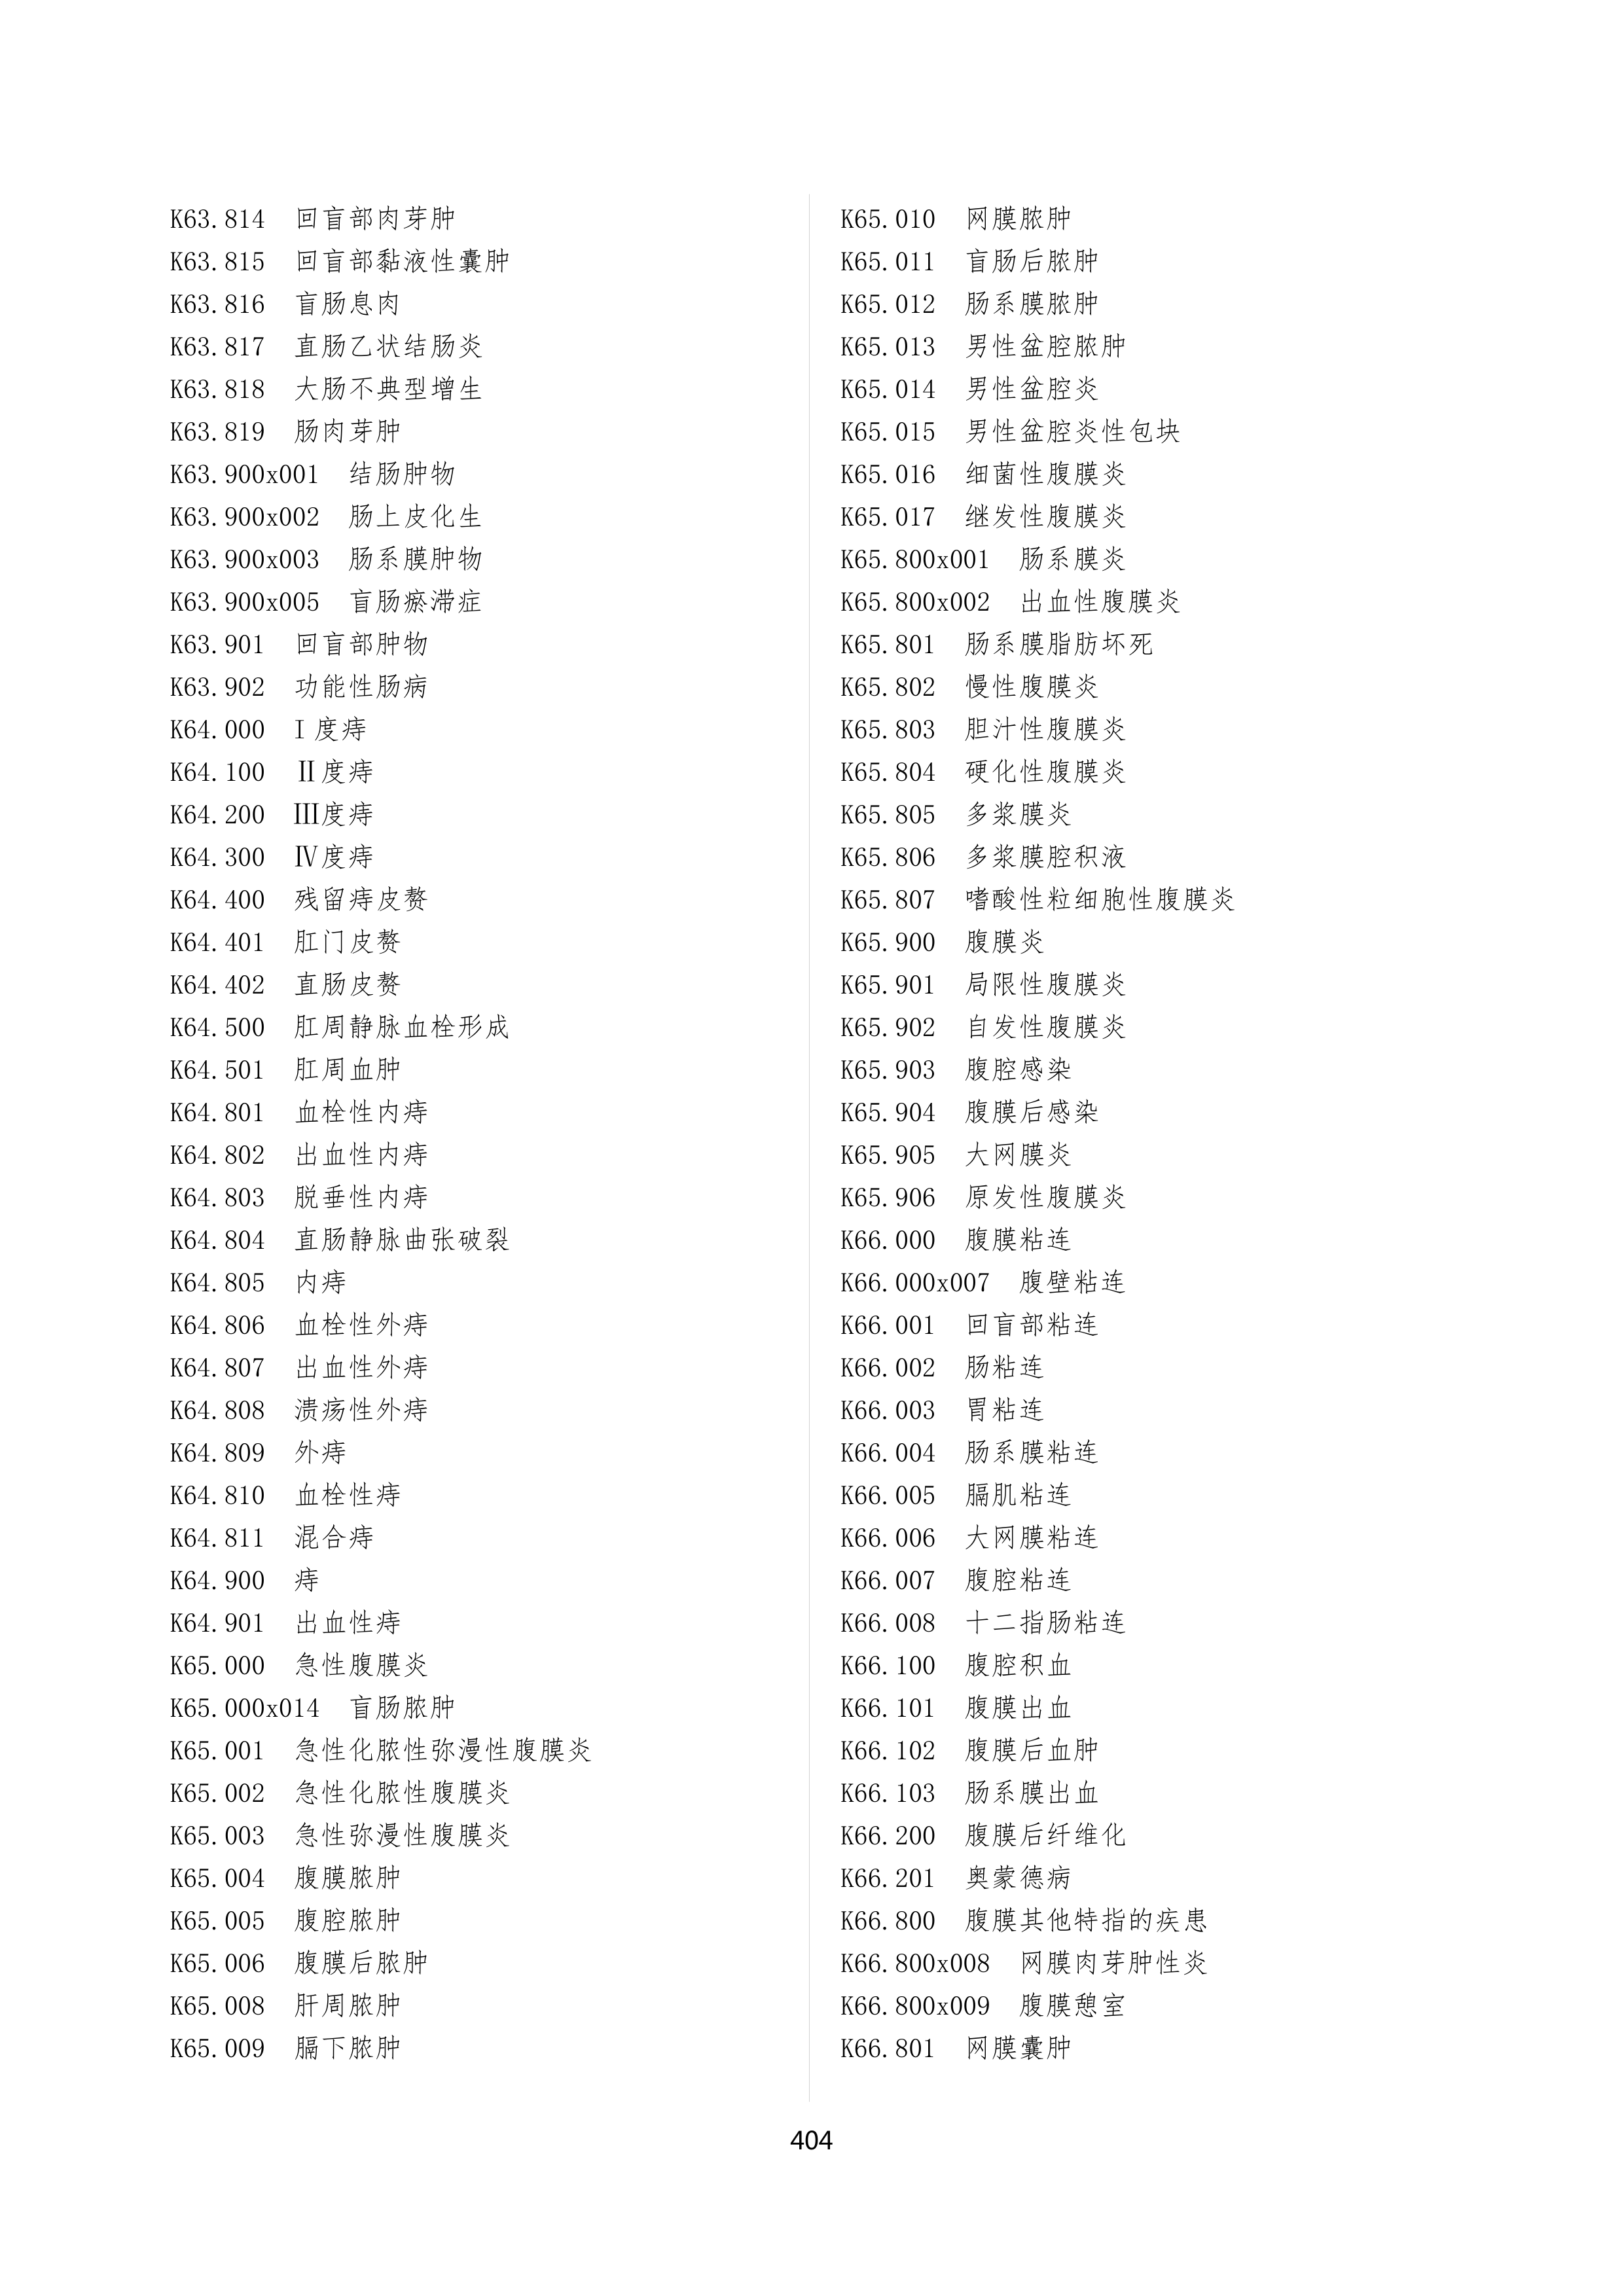 K63.814 回盲部肉芽肿
K63.815 回盲部黏液性囊肿
K63.816 盲肠息肉
K63.817 直肠乙状结肠炎
K63.818 大肠不典型增生
K63.819 肠肉芽肿
K63.900x001 结肠肿物
K63.900x002 肠上皮化生
K63.900x003 肠系膜肿物
K63.900x005 盲肠瘀滞症
K63.901 回盲部肿物
K63.902 功能性肠病
K64.000 Ⅰ度痔
K64.100 Ⅱ度痔
K64.200 Ⅲ度痔
K64.300 Ⅳ度痔
K64.400 残留痔皮赘
K64.401 肛门皮赘
K64.402 直肠皮赘
K64.500 肛周静脉血栓形成
K64.501 肛周血肿
K64.801 血栓性内痔
K64.802 出血性内痔
K64.803 脱垂性内痔
K64.804 直肠静脉曲张破裂
K64.805 内痔
K64.806 血栓性外痔
K64.807 出血性外痔
K64.808 溃疡性外痔
K64.809 外痔
K64.810 血栓性痔
K64.811 混合痔
K64.900 痔
K64.901 出血性痔
K65.000 急性腹膜炎
K65.000x014 盲肠脓肿
K65.001 急性化脓性弥漫性腹膜炎
K65.002 急性化脓性腹膜炎
K65.003 急性弥漫性腹膜炎
K65.004 腹膜脓肿
K65.005 腹腔脓肿
K65.006 腹膜后脓肿
K65.008 肝周脓肿
K65.009 膈下脓肿
K65.010 网膜脓肿
K65.011 盲肠后脓肿
K65.012 肠系膜脓肿
K65.013 男性盆腔脓肿
K65.014 男性盆腔炎
K65.015 男性盆腔炎性包块
K65.016 细菌性腹膜炎
K65.017 继发性腹膜炎
K65.800x001 肠系膜炎
K65.800x002 出血性腹膜炎
K65.801 肠系膜脂肪坏死
K65.802 慢性腹膜炎
K65.803 胆汁性腹膜炎
K65.804 硬化性腹膜炎
K65.805 多浆膜炎
K65.806 多浆膜腔积液
K65.807 嗜酸性粒细胞性腹膜炎
K65.900 腹膜炎
K65.901 局限性腹膜炎
K65.902 自发性腹膜炎
K65.903 腹腔感染
K65.904 腹膜后感染
K65.905 大网膜炎
K65.906 原发性腹膜炎
K66.000 腹膜粘连
K66.000x007 腹壁粘连
K66.001 回盲部粘连
K66.002 肠粘连
K66.003 胃粘连
K66.004 肠系膜粘连
K66.005 膈肌粘连
K66.006 大网膜粘连
K66.007 腹腔粘连
K66.008 十二指肠粘连
K66.100 腹腔积血
K66.101 腹膜出血
K66.102 腹膜后血肿
K66.103 肠系膜出血
K66.200 腹膜后纤维化
K66.201 奥蒙德病
K66.800 腹膜其他特指的疾患
K66.800x008 网膜肉芽肿性炎
K66.800x009 腹膜憩室
K66.801 网膜囊肿
404